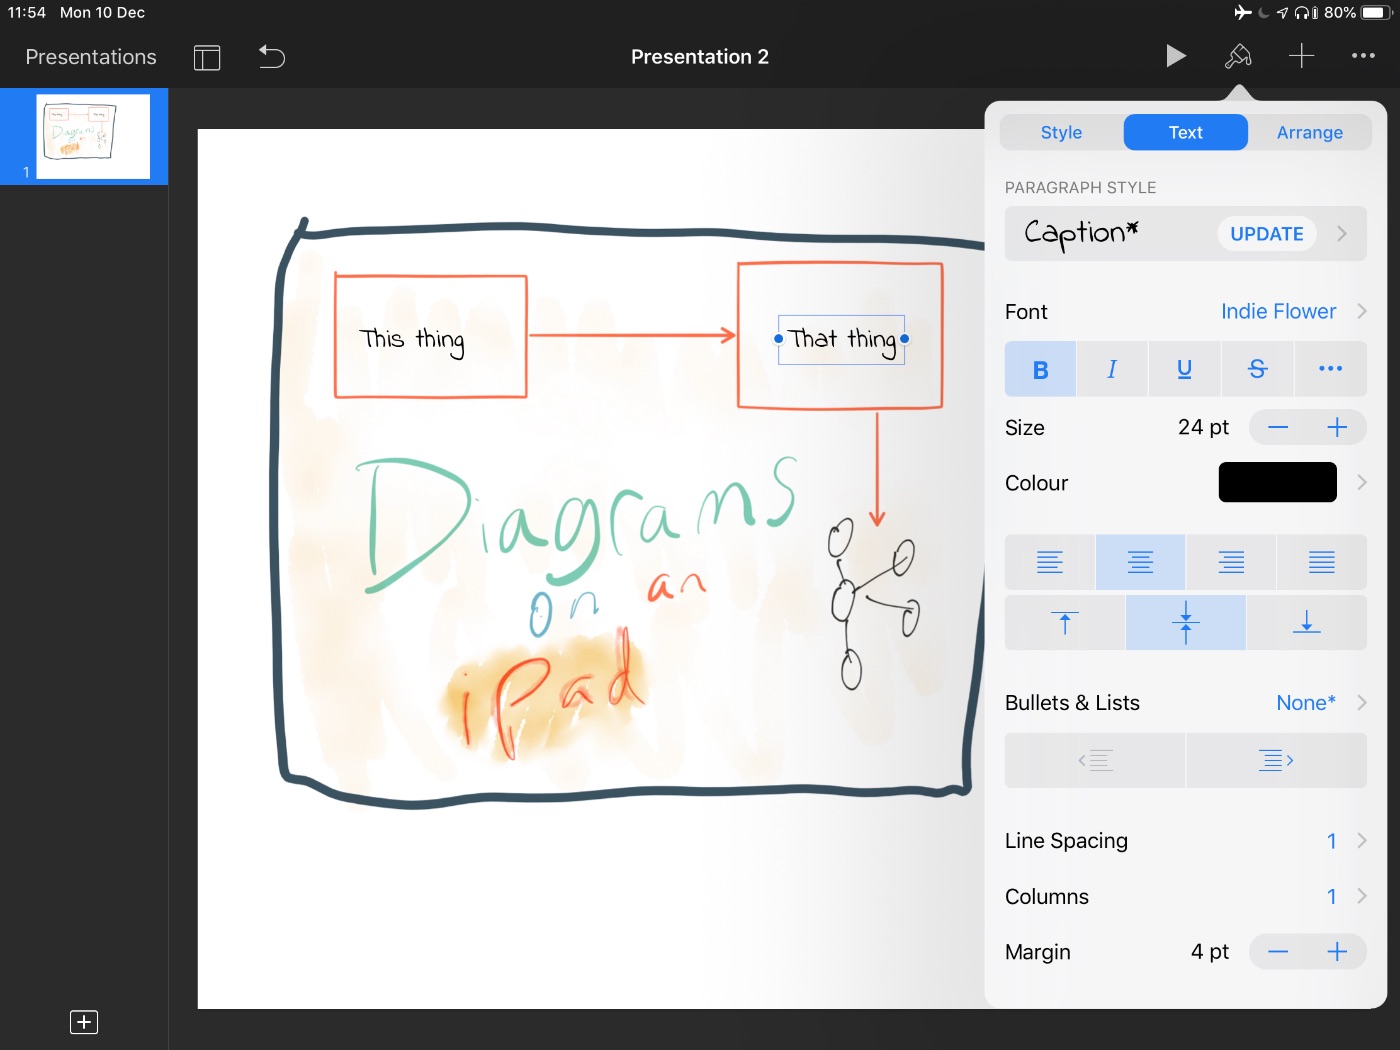 11:54 Mon 10 Dec
80%
Presentations
Presentation 2
1
This thing
That thing
Diagrams
on an
iPad
Style
Text
Arrange
PARAGRAPH STYLE
Caption*
UPDATE
Font
Indie Flower
B
I
U
S
Size
24 pt
Colour
Bullets & Lists
None*
Line Spacing
1
Columns
1
Margin
4 pt